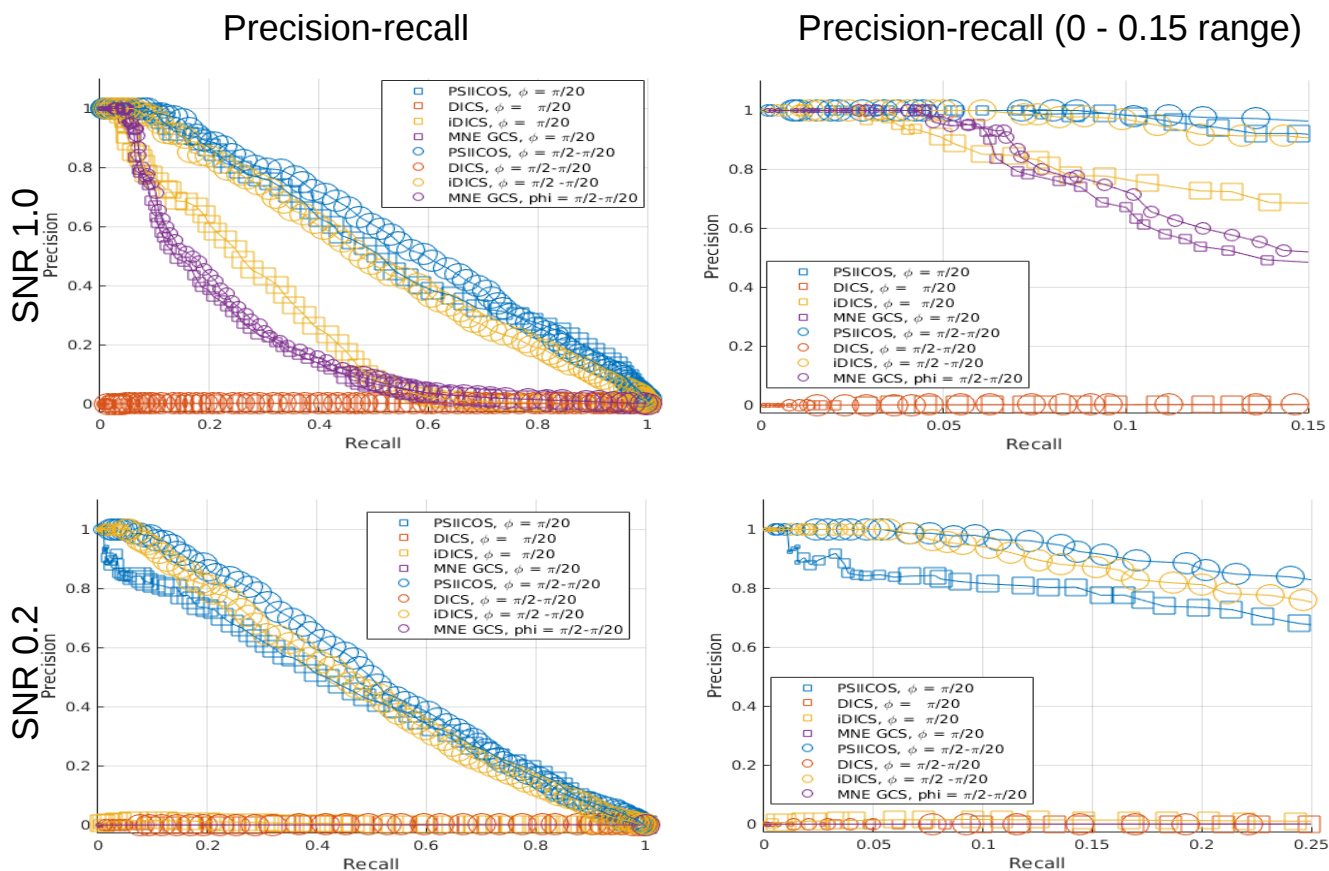 Precision-recall
Precision-recall (0 - 0.15 range)
SNR 1.0
Precision
1
0.8
0.6
0.4
0.2
0
0
0.2
0.4
0.6
0.8
1
Recall
PSIICOS, ϕ = π/20
DICS, ϕ = π/20
iDICS, ϕ = π/20
MNE GCS, ϕ = π/20
PSIICOS, ϕ = π/2-π/20
DICS, ϕ = π/2-π/20
iDICS, ϕ = π/2 -π/20
MNE GCS, phi = π/2-π/20
Precision
1
0.8
0.6
0.4
0.2
0
0
0.05
0.1
0.15
Recall
PSIICOS, ϕ = π/20
DICS, ϕ = π/20
iDICS, ϕ = π/20
MNE GCS, ϕ = π/20
PSIICOS, ϕ = π/2-π/20
DICS, ϕ = π/2-π/20
iDICS, ϕ = π/2 -π/20
MNE GCS, phi = π/2-π/20
SNR 0.2
Precision
1
0.8
0.6
0.4
0.2
0
0
0.2
0.4
0.6
0.8
1
Recall
PSIICOS, ϕ = π/20
DICS, ϕ = π/20
iDICS, ϕ = π/20
MNE GCS, ϕ = π/20
PSIICOS, ϕ = π/2-π/20
DICS, ϕ = π/2-π/20
iDICS, ϕ = π/2 -π/20
MNE GCS, phi = π/2-π/20
Precision
1
0.8
0.6
0.4
0.2
0
0
0.05
0.1
0.15
0.2
0.25
Recall
PSIICOS, ϕ = π/20
DICS, ϕ = π/20
iDICS, ϕ = π/20
MNE GCS, ϕ = π/20
PSIICOS, ϕ = π/2-π/20
DICS, ϕ = π/2-π/20
iDICS, ϕ = π/2 -π/20
MNE GCS, phi = π/2-π/20